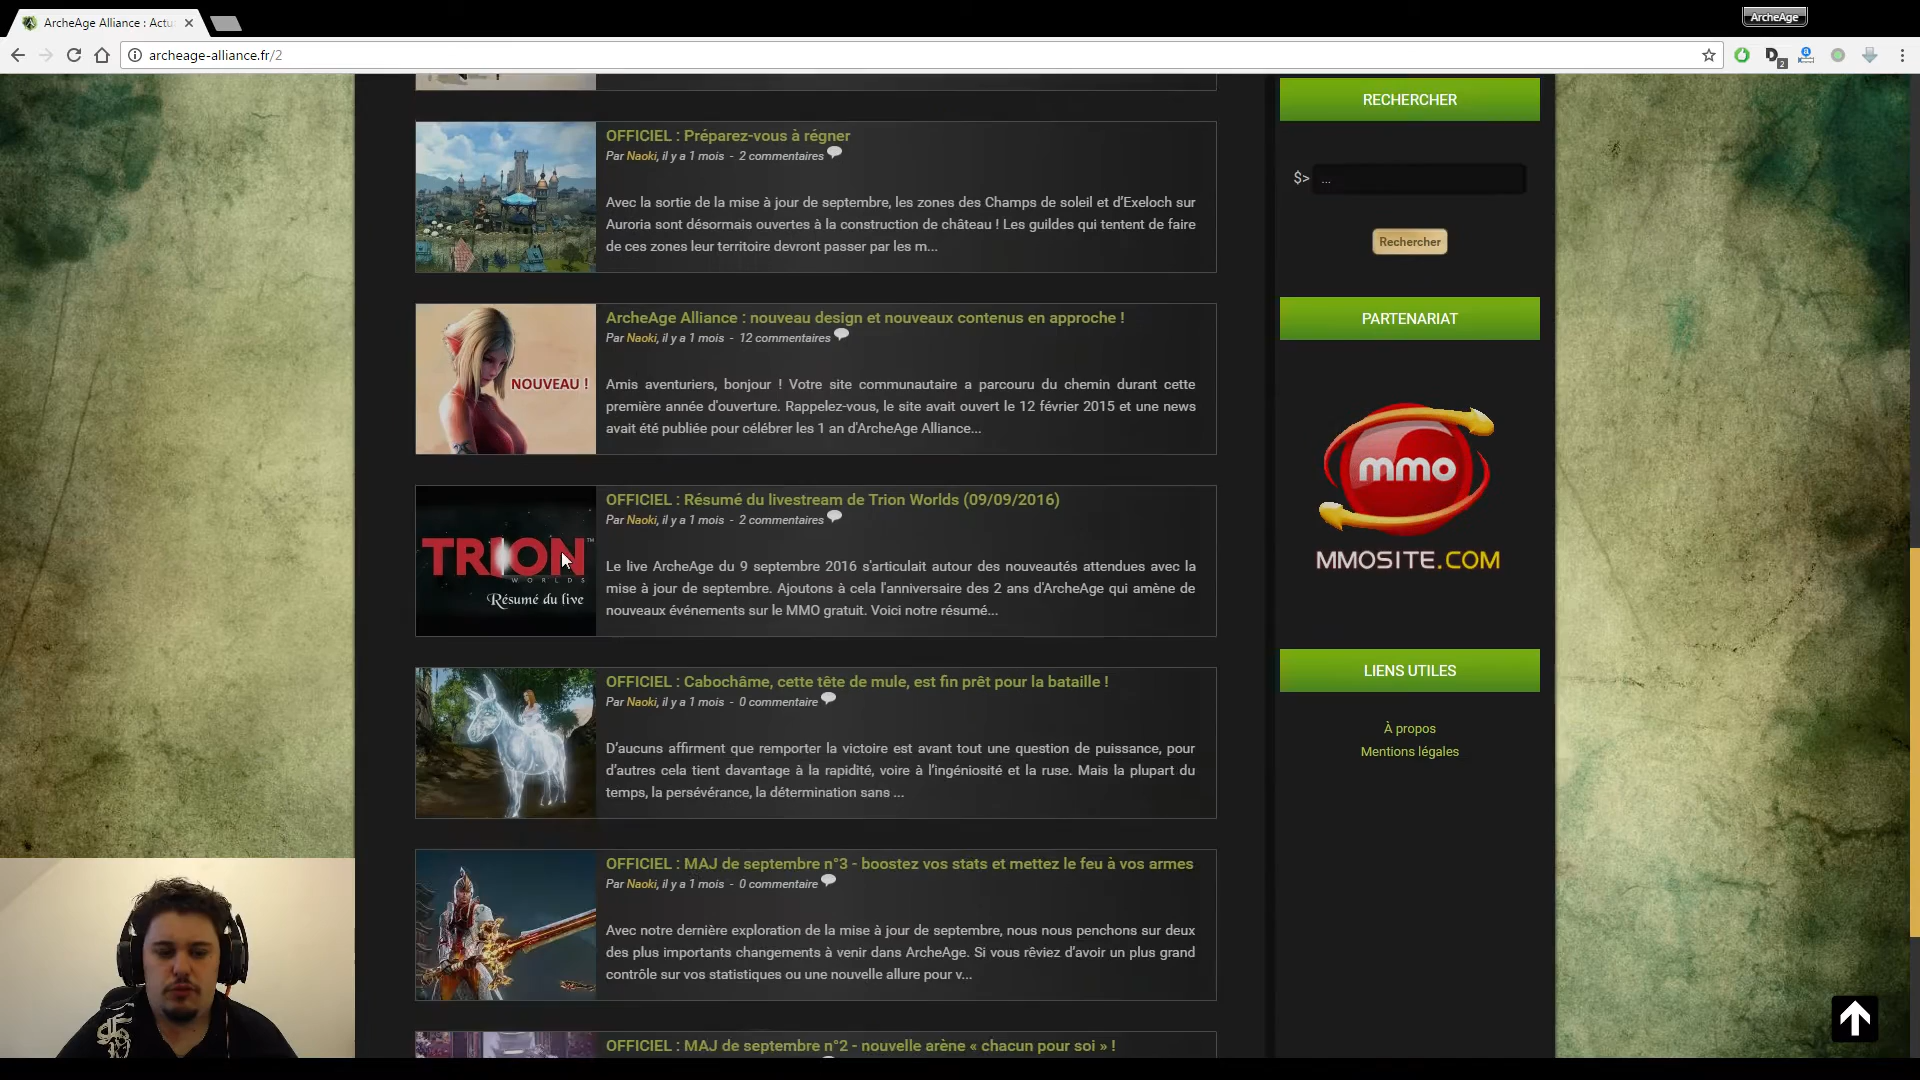 ArcheAge Alliance : Actu
ArcheAge
archeage-alliance.fr/2
2
OFFICIEL : Préparez-vous à régner
Par Naoki, il y a 1 mois - 2 commentaires
Avec la sortie de la mise à jour de septembre, les zones des Champs de soleil et d'Exeloch sur
Auroria sont désormais ouvertes à la construction de château ! Les guildes qui tentent de faire
de ces zones leur territoire devront passer par les m...
ArcheAge Alliance : nouveau design et nouveaux contenus en approche !
Par Naoki, il y a 1 mois - 12 commentaires
NOUVEAU !
Amis aventuriers, bonjour ! Votre site communautaire a parcouru du chemin durant cette
première année d'ouverture. Rappelez-vous, le site avait ouvert le 12 février 2015 et une news
avait été publiée pour célébrer les 1 an d'ArcheAge Alliance...
OFFICIEL : Résumé du livestream de Trion Worlds (09/09/2016)
Par Naoki, il y a 1 mois - 2 commentaires
TRION™
WORLDS
Résumé du live
Le live ArcheAge du 9 septembre 2016 s'articulait autour des nouveautés attendues avec la
mise à jour de septembre. Ajoutons à cela l'anniversaire des 2 ans d'ArcheAge qui amène de
nouveaux événements sur le MMO gratuit. Voici notre résumé...
OFFICIEL : Cabochâme, cette tête de mule, est fin prêt pour la bataille !
Par Naoki, il y a 1 mois - 0 commentaire
D'aucuns affirment que remporter la victoire est avant tout une question de puissance, pour
d'autres cela tient davantage à la rapidité, voire à l'ingéniosité et la ruse. Mais la plupart du
temps, la persévérance, la détermination sans ...
OFFICIEL : MAJ de septembre n°3 - boostez vos stats et mettez le feu à vos armes
Par Naoki, il y a 1 mois - 0 commentaire
Avec notre dernière exploration de la mise à jour de septembre, nous nous penchons sur deux
des plus importants changements à venir dans ArcheAge. Si vous rêviez d'avoir un plus grand
contrôle sur vos statistiques ou une nouvelle allure pour v...
OFFICIEL : MAJ de septembre n°2 - nouvelle arène « chacun pour soi » !
RECHERCHER
$> ...
Rechercher
PARTENARIAT
mmo
MMOSITE.COM
LIENS UTILES
À propos
Mentions légales